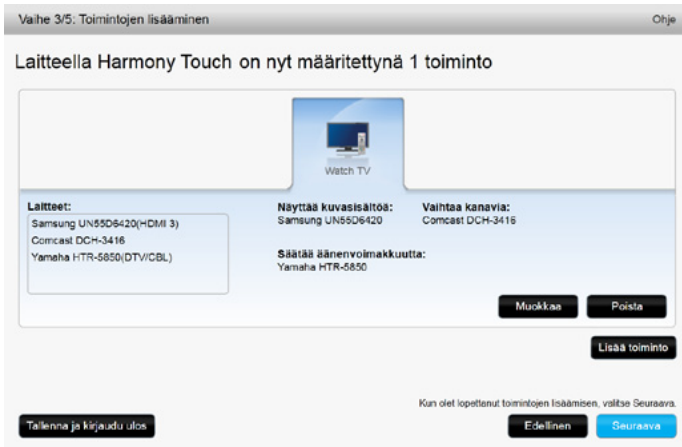 Vaihe 3/5: Toimintojen lisääminen
Ohje
Laitteella Harmony Touch on nyt määritettynä 1 toiminto
Watch TV
Laitteet:
Samsung UN55D6420(HDMI 3)
Comcast DCH-3416
Yamaha HTR-5850(DTV/CBL)
Näyttää kuvasisältöä:
Samsung UN55D6420
Vaihtaa kanavia:
Comcast DCH-3416
Säätää äänenvoimakkuutta:
Yamaha HTR-5850
Muokkaa
Poista
Lisää toiminto
Kun olet lopettanut toimintojen lisäämisen, valitse Seuraava.
Tallenna ja kirjaudu ulos
Edellinen
Seuraava